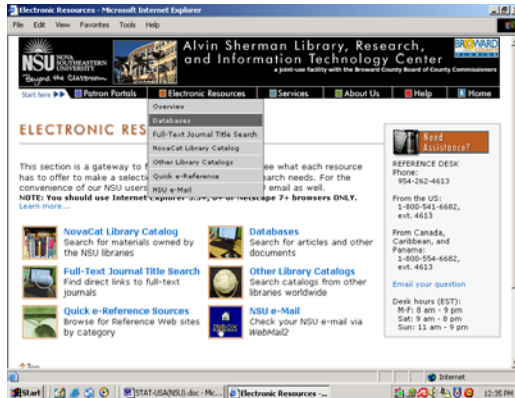 Electronic Resources - Microsoft Internet Explorer
File Edit View Favorites Tools Help
NSU NOVA SOUTHEASTERN UNIVERSITY
Beyond the Classroom
Alvin Sherman Library, Research,
and Information Technology Center
a joint-use facility with the Broward County Board of County Commissioners
BROWARD
Start here Patron Portals Electronic Resources Services About Us Help Home
Overview
Databases
Full-Text Journal Title Search
NovaCat Library Catalog
Other Library Catalogs
Quick e-Reference
NSU e-Mail
ELECTRONIC RES
This section is a gateway to f
ee what each resource
has to offer to make a selecti
arch needs. For the
convenience of our NSU users
email as well.
NOTE: You should use Internet Explorer 5.5+, 6+ or Netscape 7+ browsers ONLY.
Learn more...
NovaCat Library Catalog
Search for materials owned by
the NSU libraries
Databases
Search for articles and other
documents
Full-Text Journal Title Search
Find direct links to full-text
journals
Other Library Catalogs
Search catalogs from other
libraries worldwide
Quick e-Reference Sources
Browse for Reference Web sites
by category
INBOX
NSU e-Mail
Check your NSU e-mail via
WebMail2
Top
Need
Assistance?
REFERENCE DESK
Phone:
954-262-4613
From the US:
1-800-541-6682,
ext. 4613
From Canada,
Caribbean, and
Panama:
1-800-554-6682,
ext. 4613
Email your question
Desk hours (EST):
M-F: 8 am - 9 pm
Sat: 9 am - 8 pm
Sun: 11 am - 9 pm
Internet
Start
STAT-USA(NSU).doc - Mic...
Electronic Resources - ...
12:35 PM